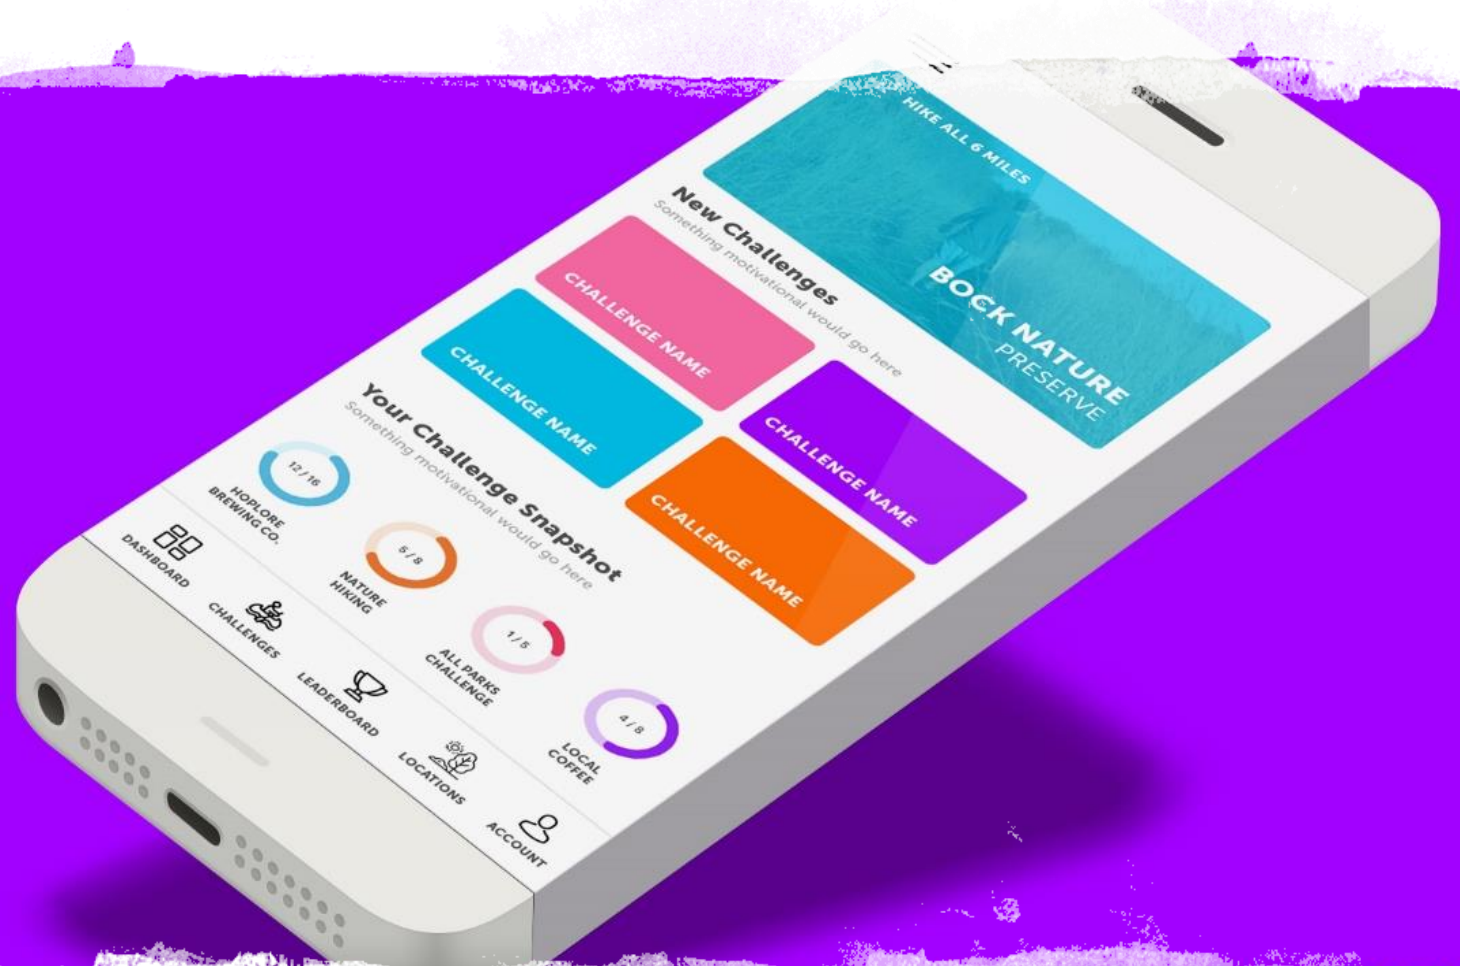 HIKE ALL 6 MILES
BOCK NATURE
PRESERVE
New Challenges
Something motivational would go here
CHALLENGE NAME
CHALLENGE NAME
CHALLENGE NAME
CHALLENGE NAME
Your Challenge Snapshot
Something motivational would go here
12/16
HOPLORE
BREWING CO.
5/8
NATURE
HIKING
1/5
ALL PARKS
CHALLENGE
4/8
LOCAL
COFFEE
DASHBOARD
CHALLENGES
LEADERBOARD
LOCATIONS
ACCOUNT